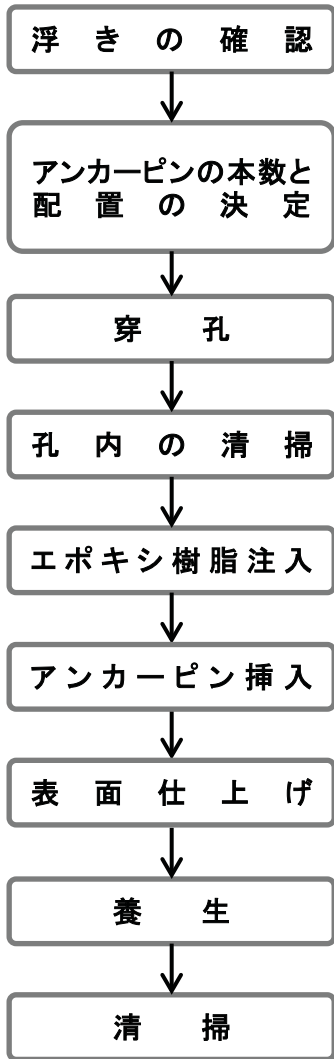 浮きの確認
アンカーピンの本数と
配置の決定
穿孔
孔内の清掃
エポキシ樹脂注入
アンカーピン挿入
表面仕上げ
養生
清掃